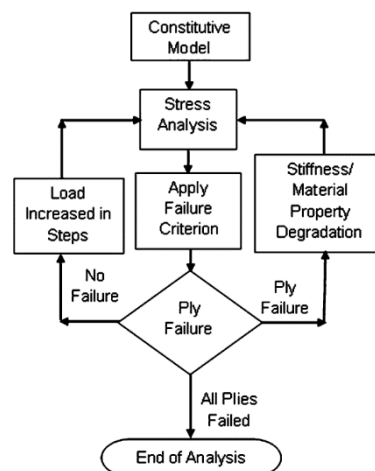 Constitutive
Model
Stress
Analysis
Load
Increased in
Steps
Apply
Failure
Criterion
Stiffness/
Material
Property
Degradation
No
Failure
Ply
Failure
Ply
Failure
All Plies
Failed
End of Analysis